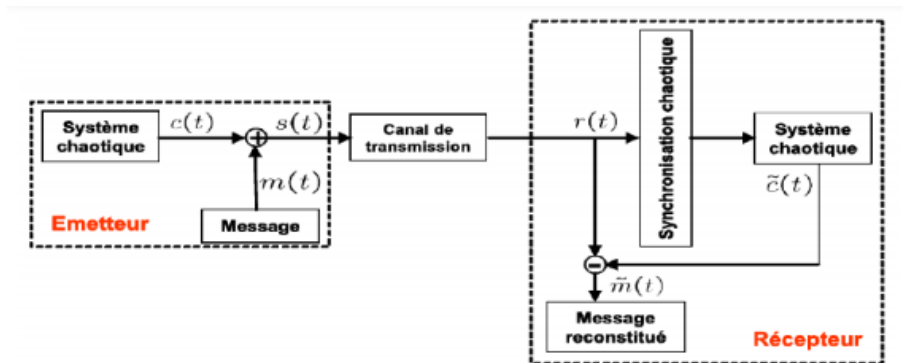 Système
chaotique
c(t)
+
s(t)
m(t)
Message
Emetteur
Canal de
transmission
r(t)
Synchronisation chaotique
Système
chaotique
c̃(t)
−
m̃(t)
Message
reconstitué
Récepteur